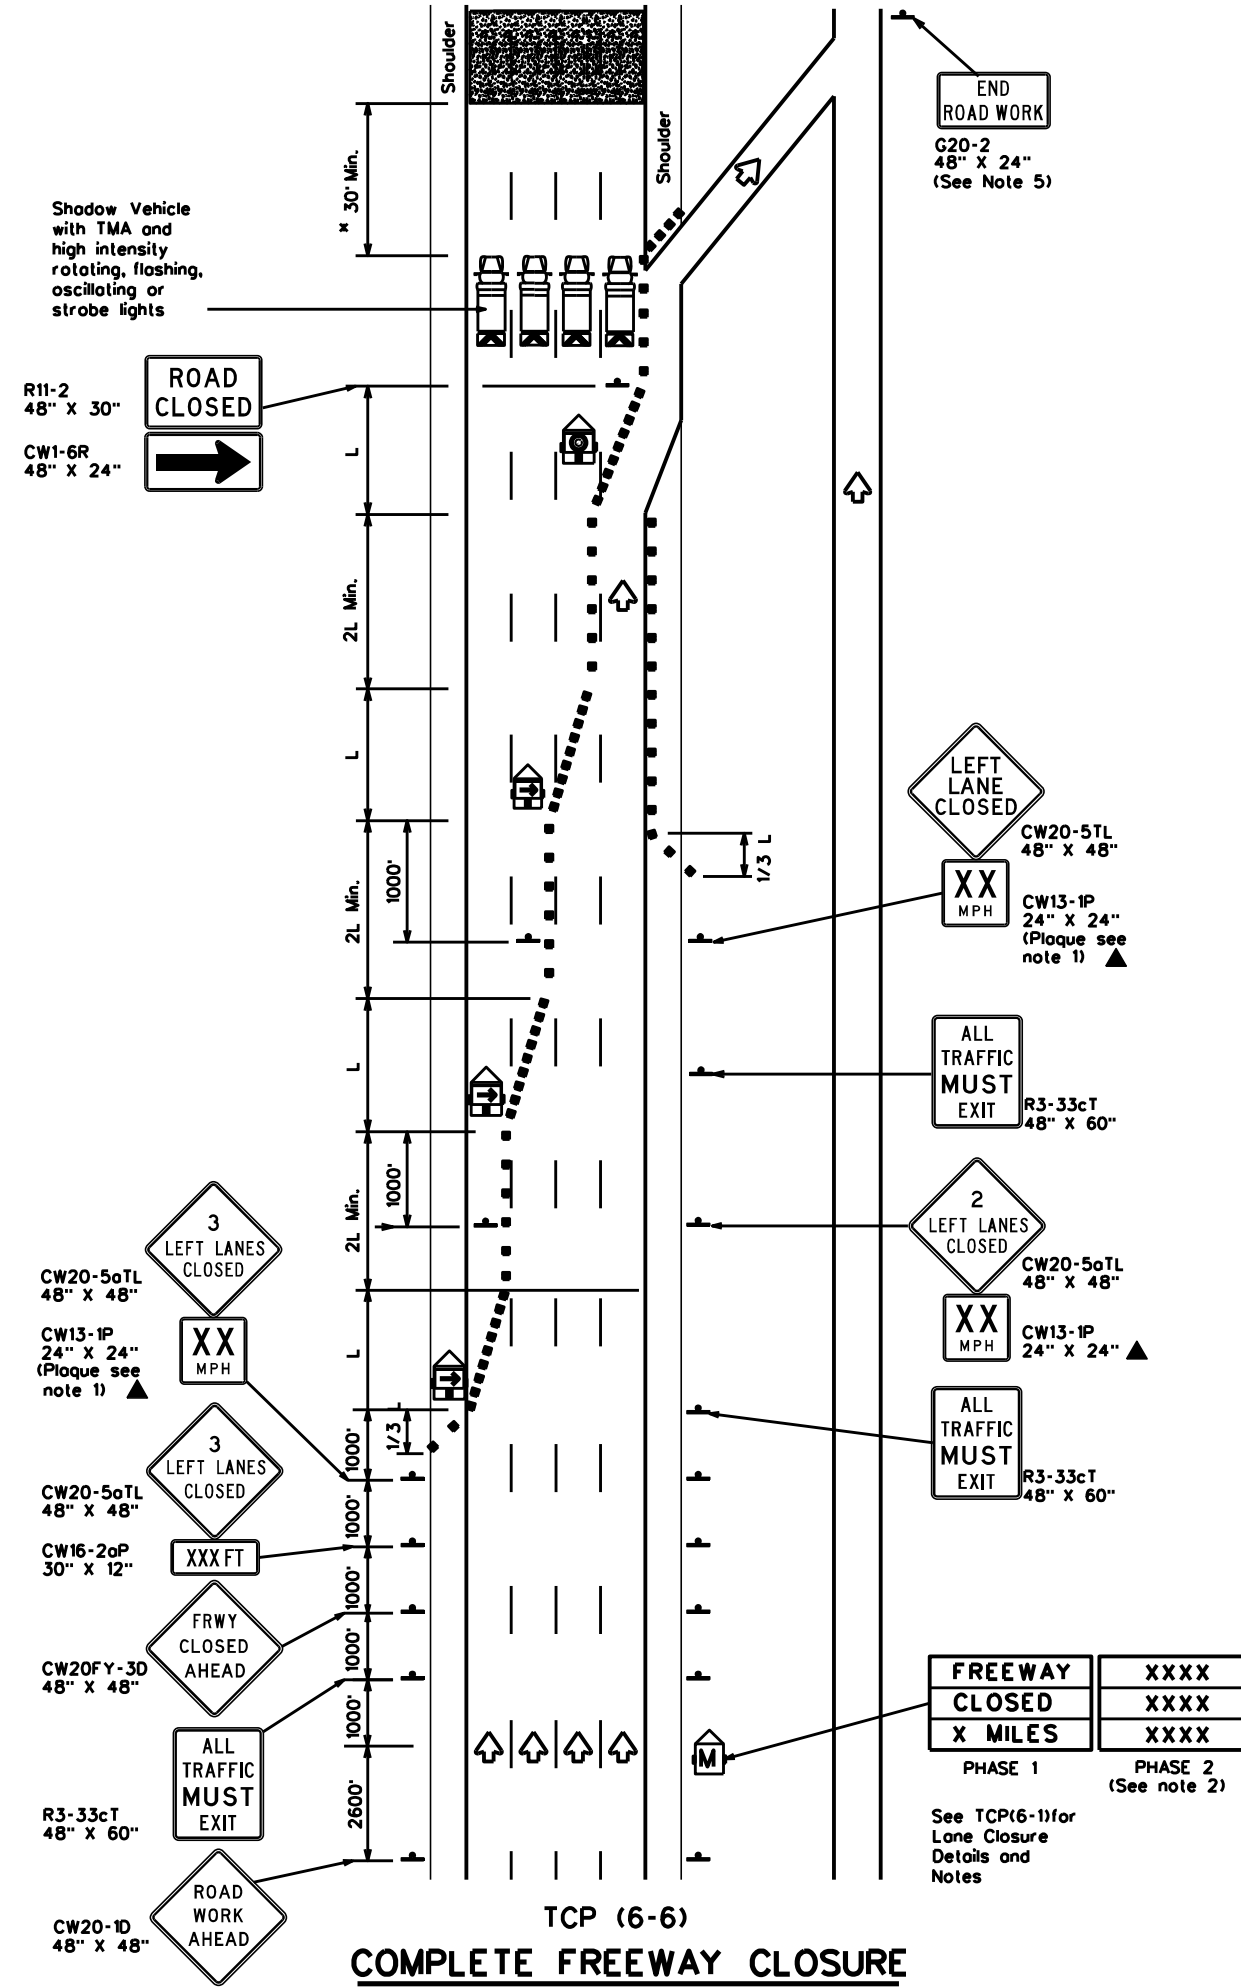 Shoulder
Shoulder
END
ROAD WORK
G20-2
48" X 24"
(See Note 5)
* 30' Min.
Shadow Vehicle
with TMA and
high intensity
rotating, flashing,
oscillating or
strobe lights
R11-2
48" X 30"
ROAD
CLOSED
CW1-6R
48" X 24"
L
2L Min.
L
LEFT
LANE
CLOSED
CW20-5TL
48" X 48"
XX
MPH
CW13-1P
24" X 24"
(Plaque see
note 1)
1/3 L
1000'
2L Min.
ALL
TRAFFIC
MUST
EXIT
R3-33cT
48" X 60"
L
1000'
2L Min.
2
LEFT LANES
CLOSED
CW20-5aTL
48" X 48"
XX
MPH
CW13-1P
24" X 24"
3
LEFT LANES
CLOSED
CW20-5aTL
48" X 48"
CW13-1P
24" X 24"
(Plaque see
note 1)
XX
MPH
L
1/3 L
ALL
TRAFFIC
MUST
EXIT
R3-33cT
48" X 60"
3
LEFT LANES
CLOSED
CW20-5aTL
48" X 48"
CW16-2aP
30" X 12"
XXX FT
1000'
1000'
1000'
1000'
1000'
2600'
FRWY
CLOSED
AHEAD
CW20FY-3D
48" X 48"
ALL
TRAFFIC
MUST
EXIT
R3-33cT
48" X 60"
M
FREEWAY XXXX
CLOSED XXXX
X MILES XXXX
PHASE 1 PHASE 2
(See note 2)
See TCP(6-1)for
Lane Closure
Details and
Notes
ROAD
WORK
AHEAD
CW20-1D
48" X 48"
TCP (6-6)
COMPLETE FREEWAY CLOSURE